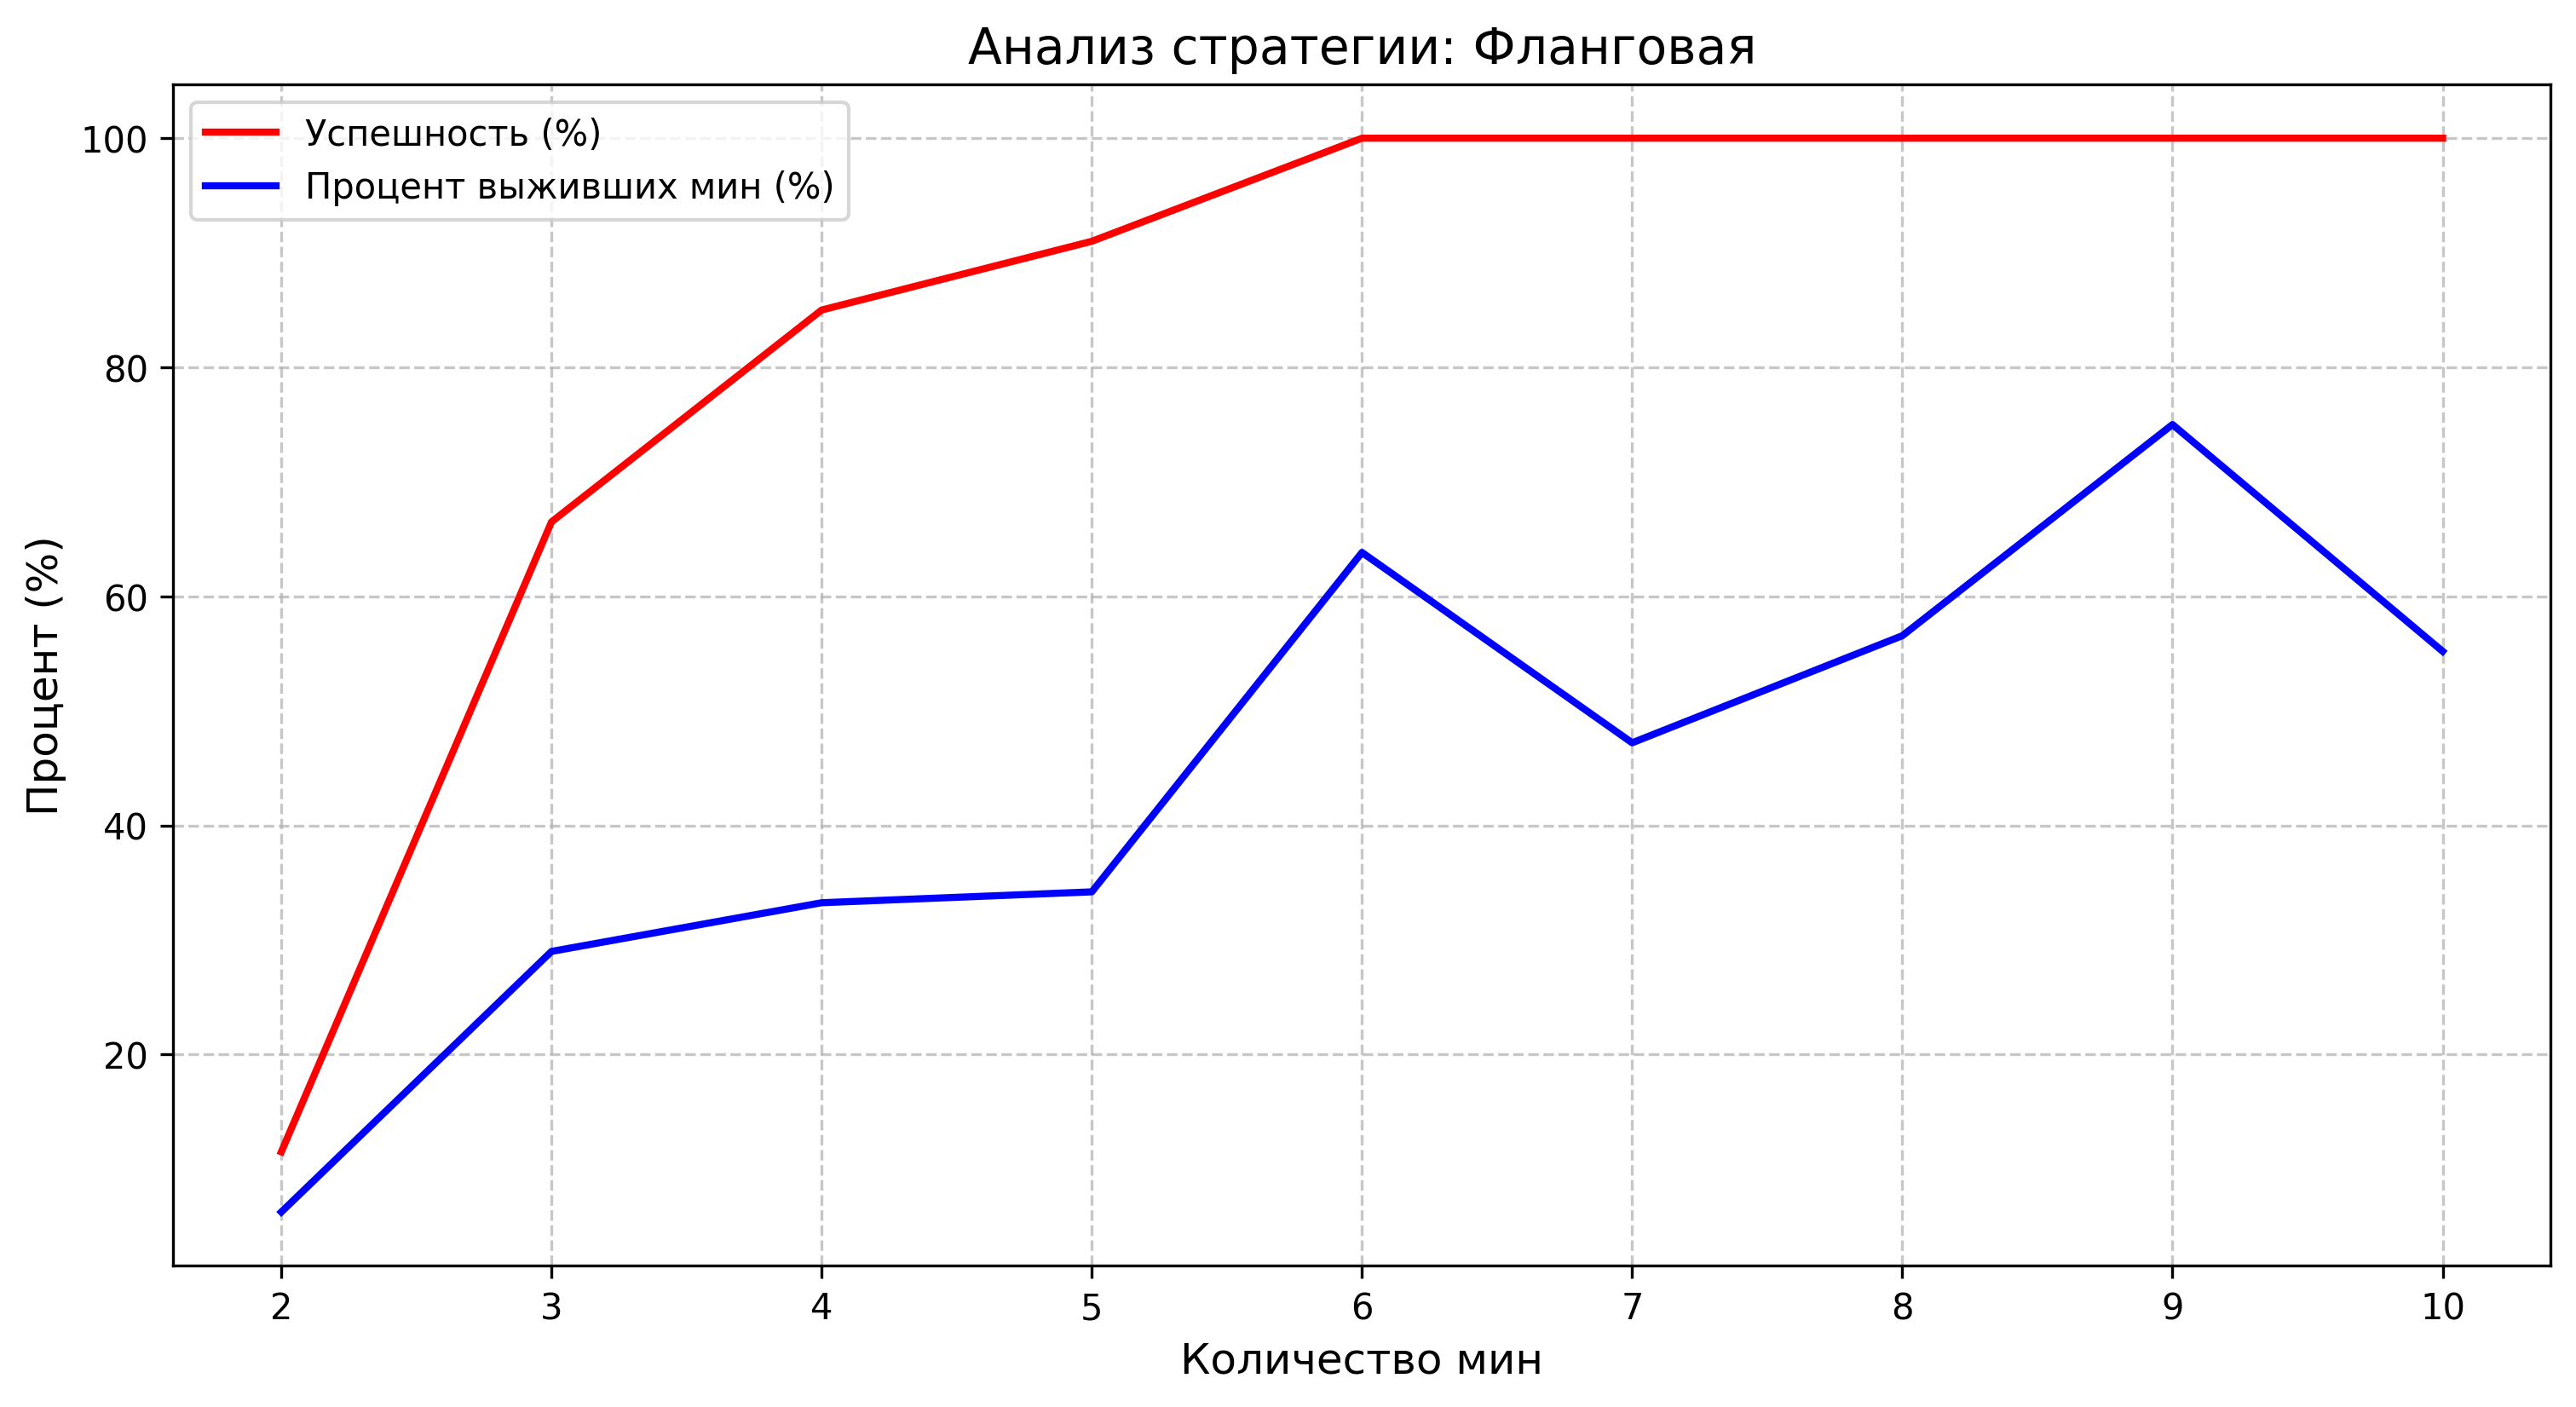 Анализ стратегии: Фланговая
Успешность (%)
Процент выживших мин (%)
Процент (%)
100
80
60
40
20
2 3 4 5 6 7 8 9 10
Количество мин